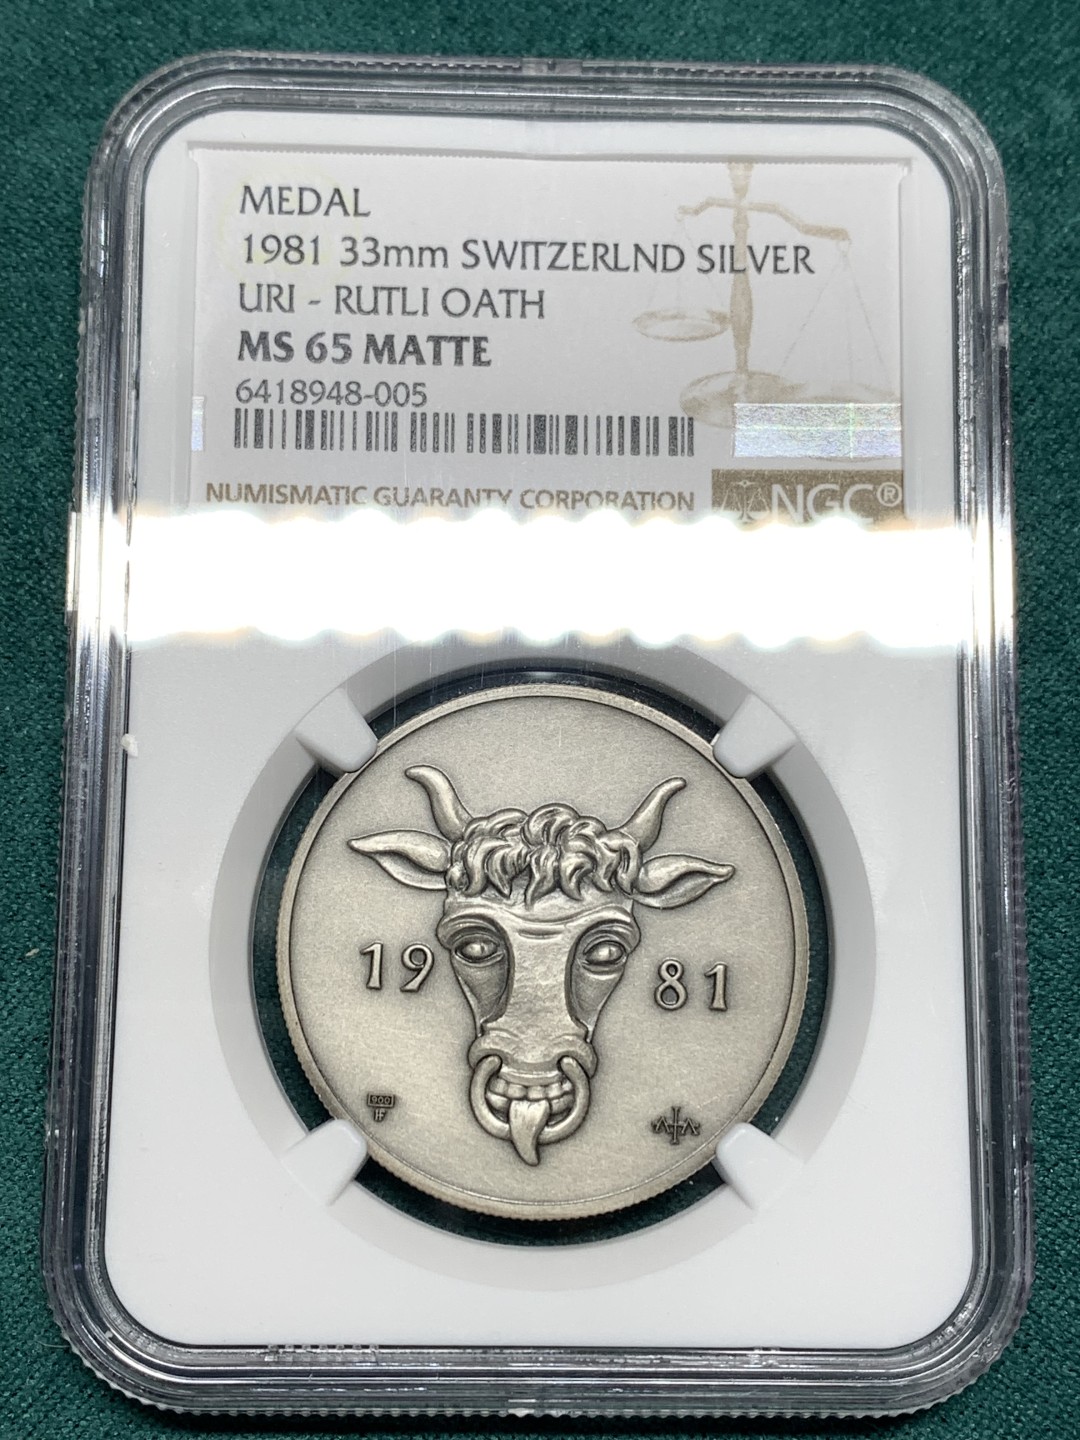 MEDAL
1981 33mm SWITZERLND SILVER
URI - RUTLI OATH
MS 65 MATTE
6418948-005
NUMISMATIC GUARANTY CORPORATION NGC®
19 81
900